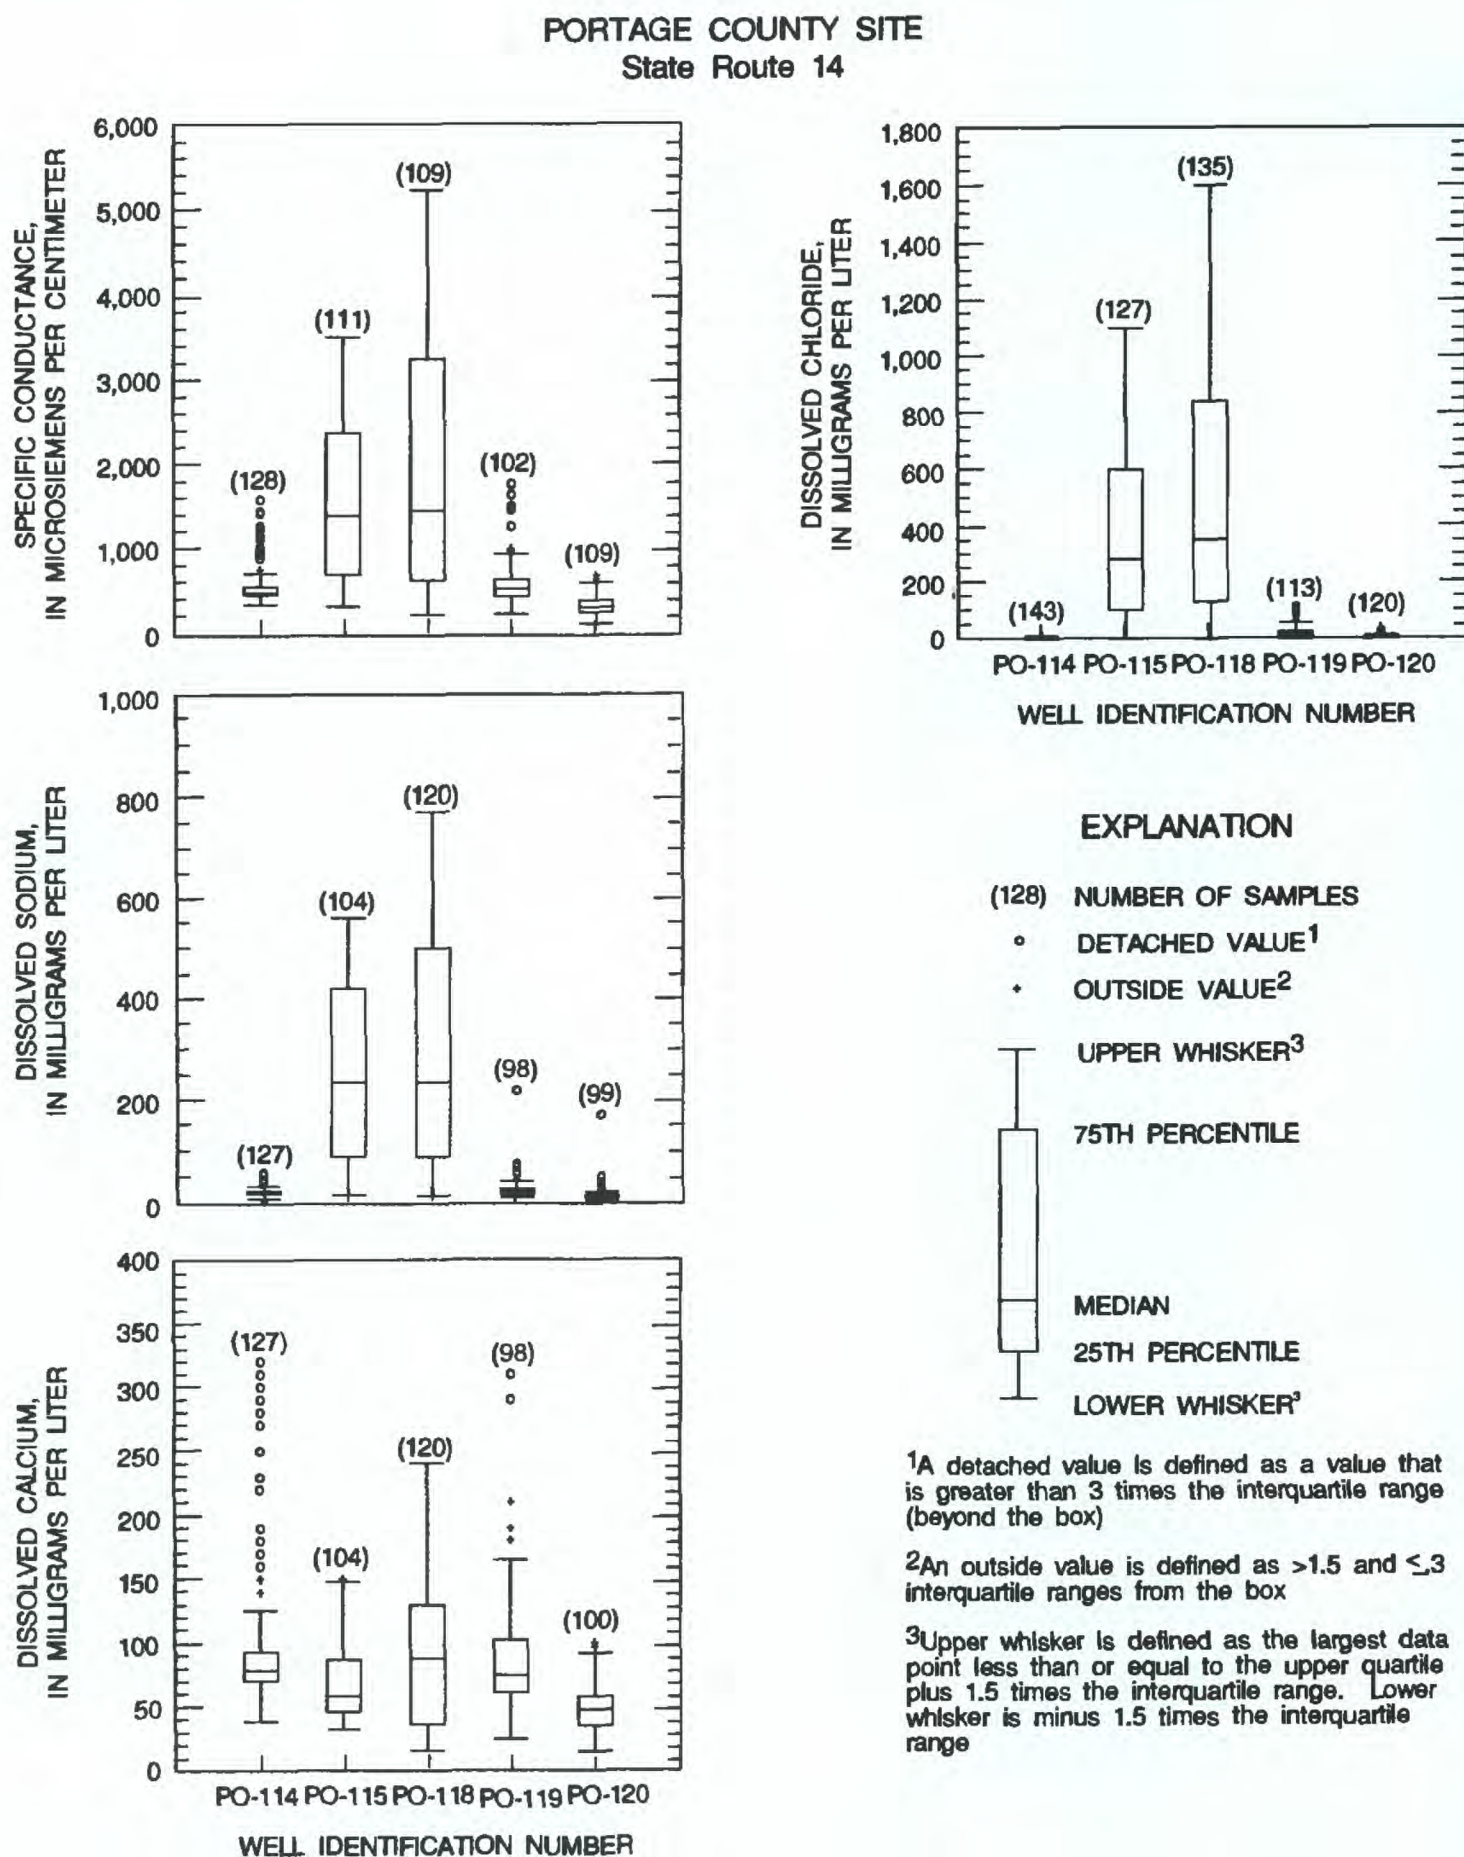 PORTAGE COUNTY SITE
State Route 14
SPECIFIC CONDUCTANCE,
IN MICROSIEMENS PER CENTIMETER
6,000
5,000
4,000
3,000
2,000
1,000
0
(128)
(111)
(109)
(102)
(109)
DISSOLVED CHLORIDE,
IN MILLIGRAMS PER LITER
1,800
1,600
1,400
1,200
1,000
800
600
400
200
0
(143)
(127)
(135)
(113)
(120)
PO-114 PO-115 PO-118 PO-119 PO-120
WELL IDENTIFICATION NUMBER
DISSOLVED SODIUM,
IN MILLIGRAMS PER LITER
1,000
800
600
400
200
0
(127)
(104)
(120)
(98)
(99)
DISSOLVED CALCIUM,
IN MILLIGRAMS PER LITER
400
350
300
250
200
150
100
50
0
(127)
(104)
(120)
(98)
(100)
PO-114 PO-115 PO-118 PO-119 PO-120
WELL IDENTIFICATION NUMBER
EXPLANATION
(128) NUMBER OF SAMPLES
DETACHED VALUE1
OUTSIDE VALUE2
UPPER WHISKER3
75TH PERCENTILE
MEDIAN
25TH PERCENTILE
LOWER WHISKER3
1A detached value is defined as a value that
is greater than 3 times the interquartile range
(beyond the box)
2An outside value is defined as >1.5 and ≤3
interquartile ranges from the box
3Upper whisker is defined as the largest data
point less than or equal to the upper quartile
plus 1.5 times the interquartile range. Lower
whisker is minus 1.5 times the interquartile
range